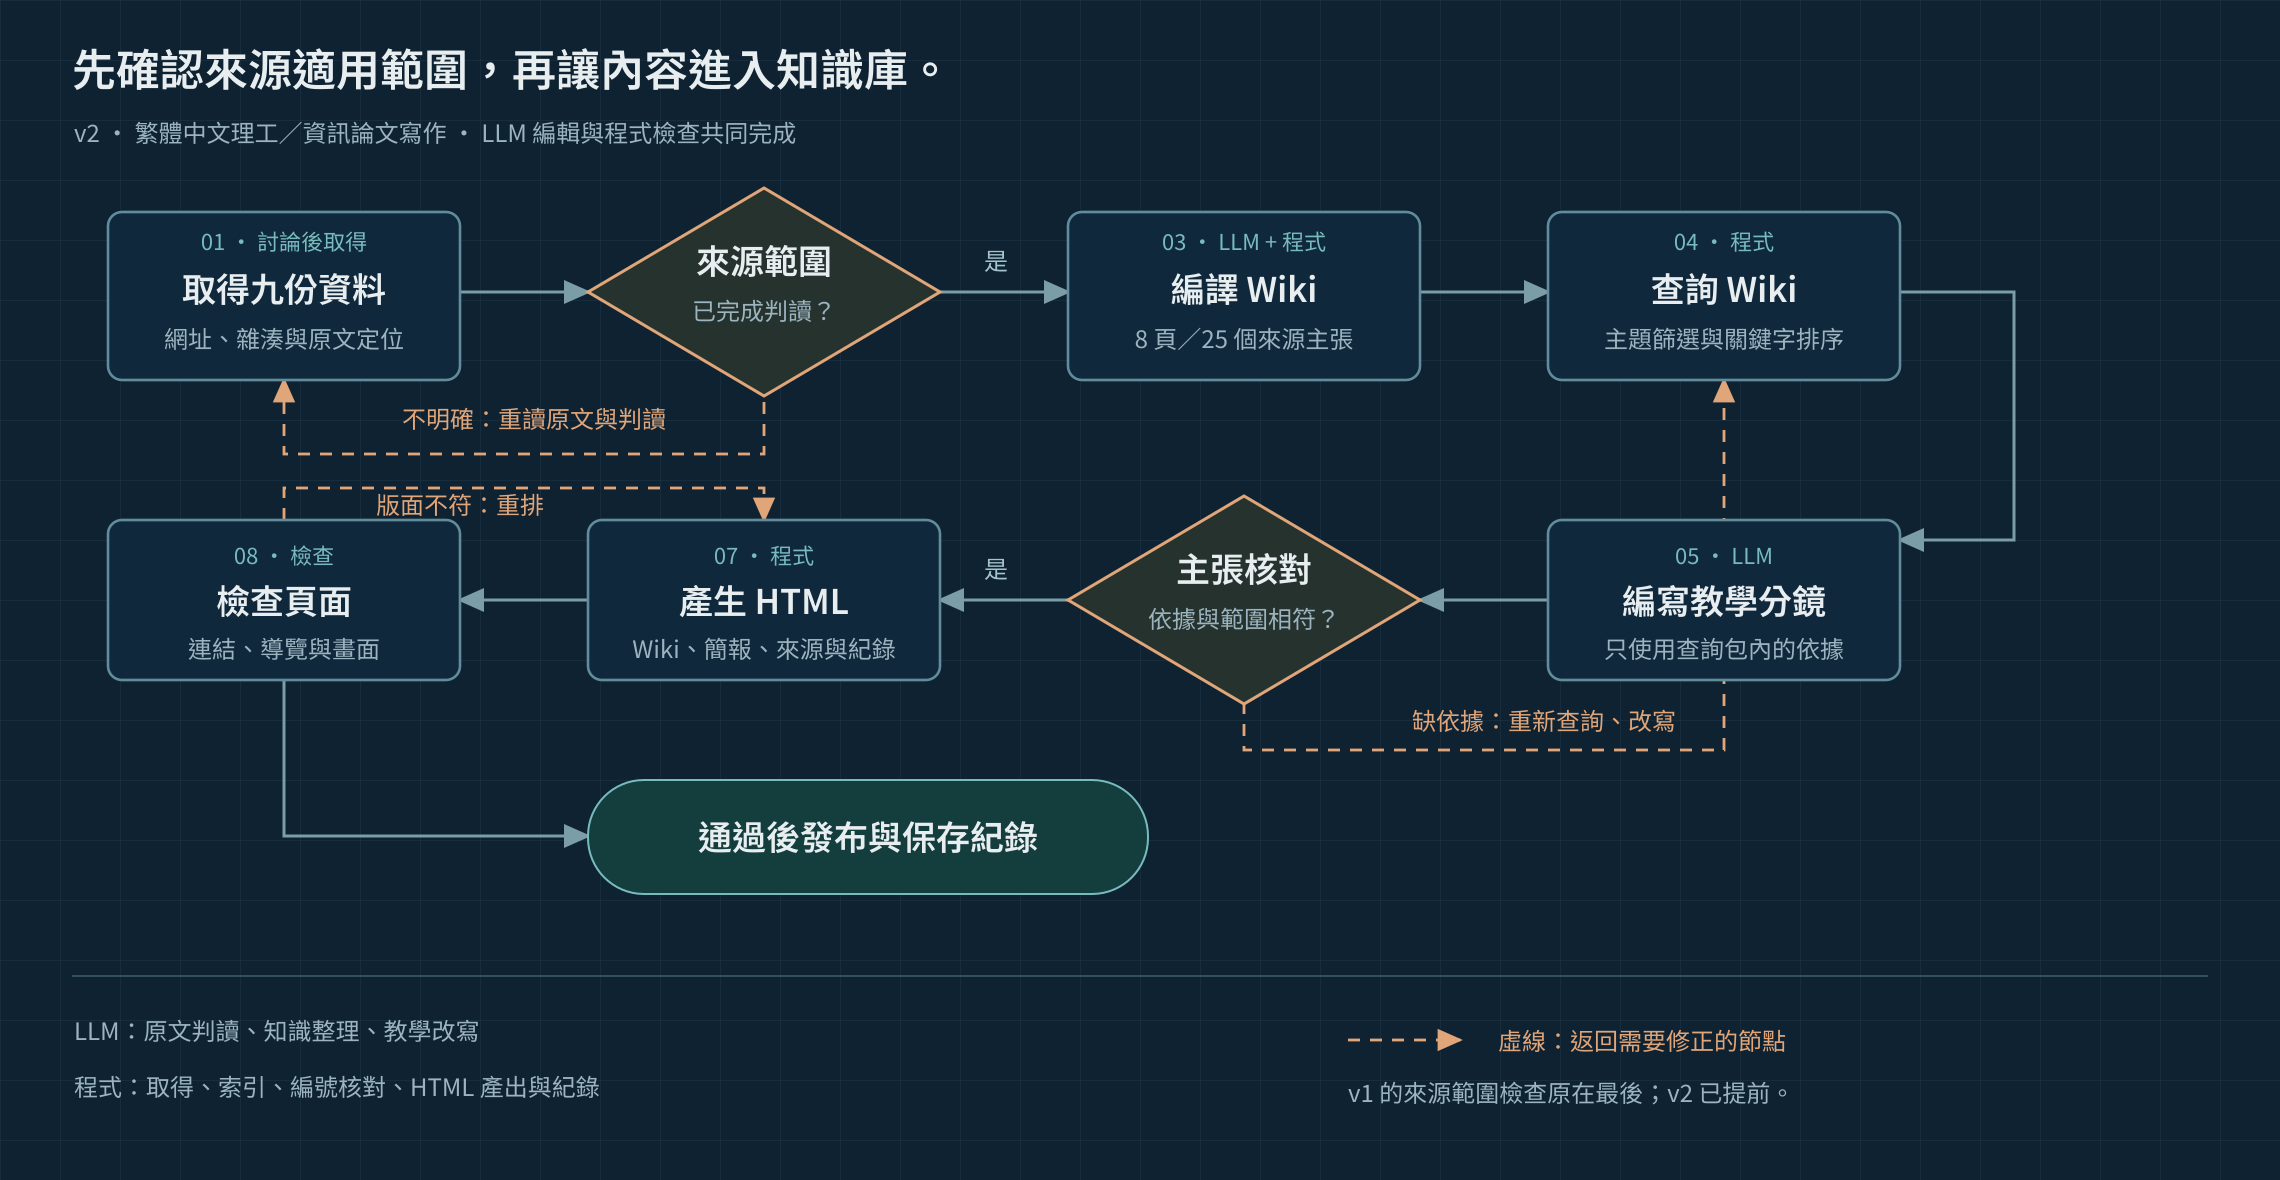 先確認來源適用範圍，再讓內容進入知識庫。
v2 · 繁體中文理工／資訊論文寫作 · LLM 編輯與程式檢查共同完成
01 · 討論後取得
取得九份資料
網址、雜湊與原文定位
來源範圍
已完成判讀？
是
03 · LLM + 程式
編譯 Wiki
8 頁／25 個來源主張
04 · 程式
查詢 Wiki
主題篩選與關鍵字排序
不明確：重讀原文與判讀
版面不符：重排
08 · 檢查
檢查頁面
連結、導覽與畫面
07 · 程式
產生 HTML
Wiki、簡報、來源與紀錄
是
主張核對
依據與範圍相符？
05 · LLM
編寫教學分鏡
只使用查詢包內的依據
缺依據：重新查詢、改寫
通過後發布與保存紀錄
LLM：原文判讀、知識整理、教學改寫
程式：取得、索引、編號核對、HTML 產出與紀錄
虛線：返回需要修正的節點
v1 的來源範圍檢查原在最後；v2 已提前。